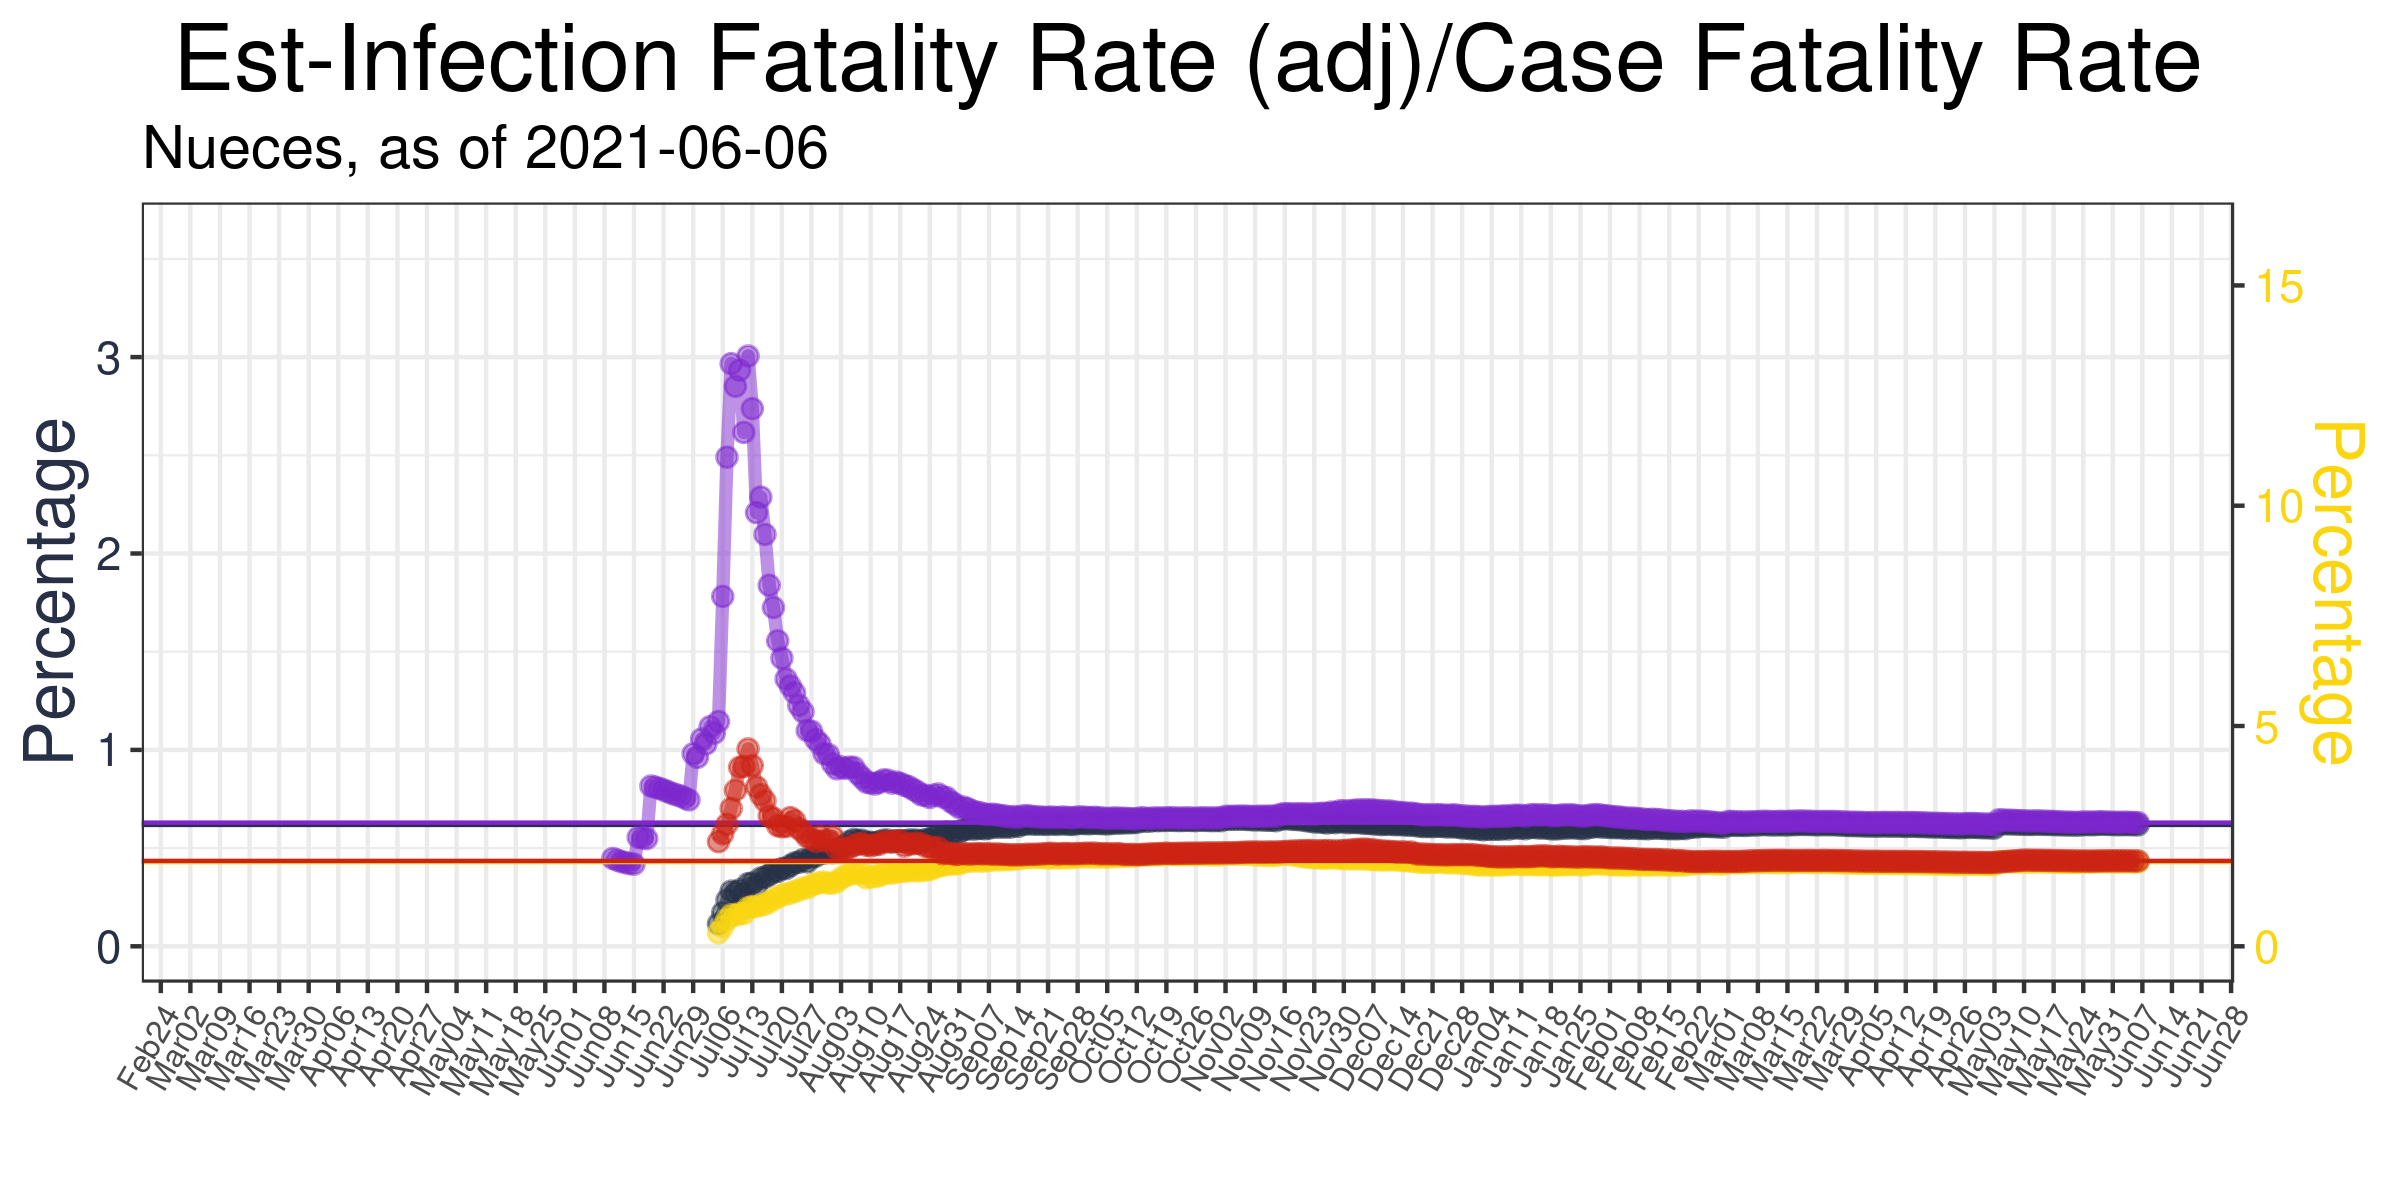 Est-Infection Fatality Rate (adj)/Case Fatality Rate
Nueces, as of 2021-06-06
Percentage
3
2
1
0
15
10
5
0
Percentage
Feb24
Mar02
Mar09
Mar16
Mar23
Mar30
Apr06
Apr13
Apr20
Apr27
May04
May11
May18
May25
Jun01
Jun08
Jun15
Jun22
Jun29
Jul06
Jul13
Jul20
Jul27
Aug03
Aug10
Aug17
Aug24
Aug31
Sep07
Sep14
Sep21
Sep28
Oct05
Oct12
Oct19
Oct26
Nov02
Nov09
Nov16
Nov23
Nov30
Dec07
Dec14
Dec21
Dec28
Jan04
Jan11
Jan18
Jan25
Feb01
Feb08
Feb15
Feb22
Mar01
Mar08
Mar15
Mar22
Mar29
Apr05
Apr12
Apr19
Apr26
May03
May10
May17
May24
May31
Jun07
Jun14
Jun21
Jun28